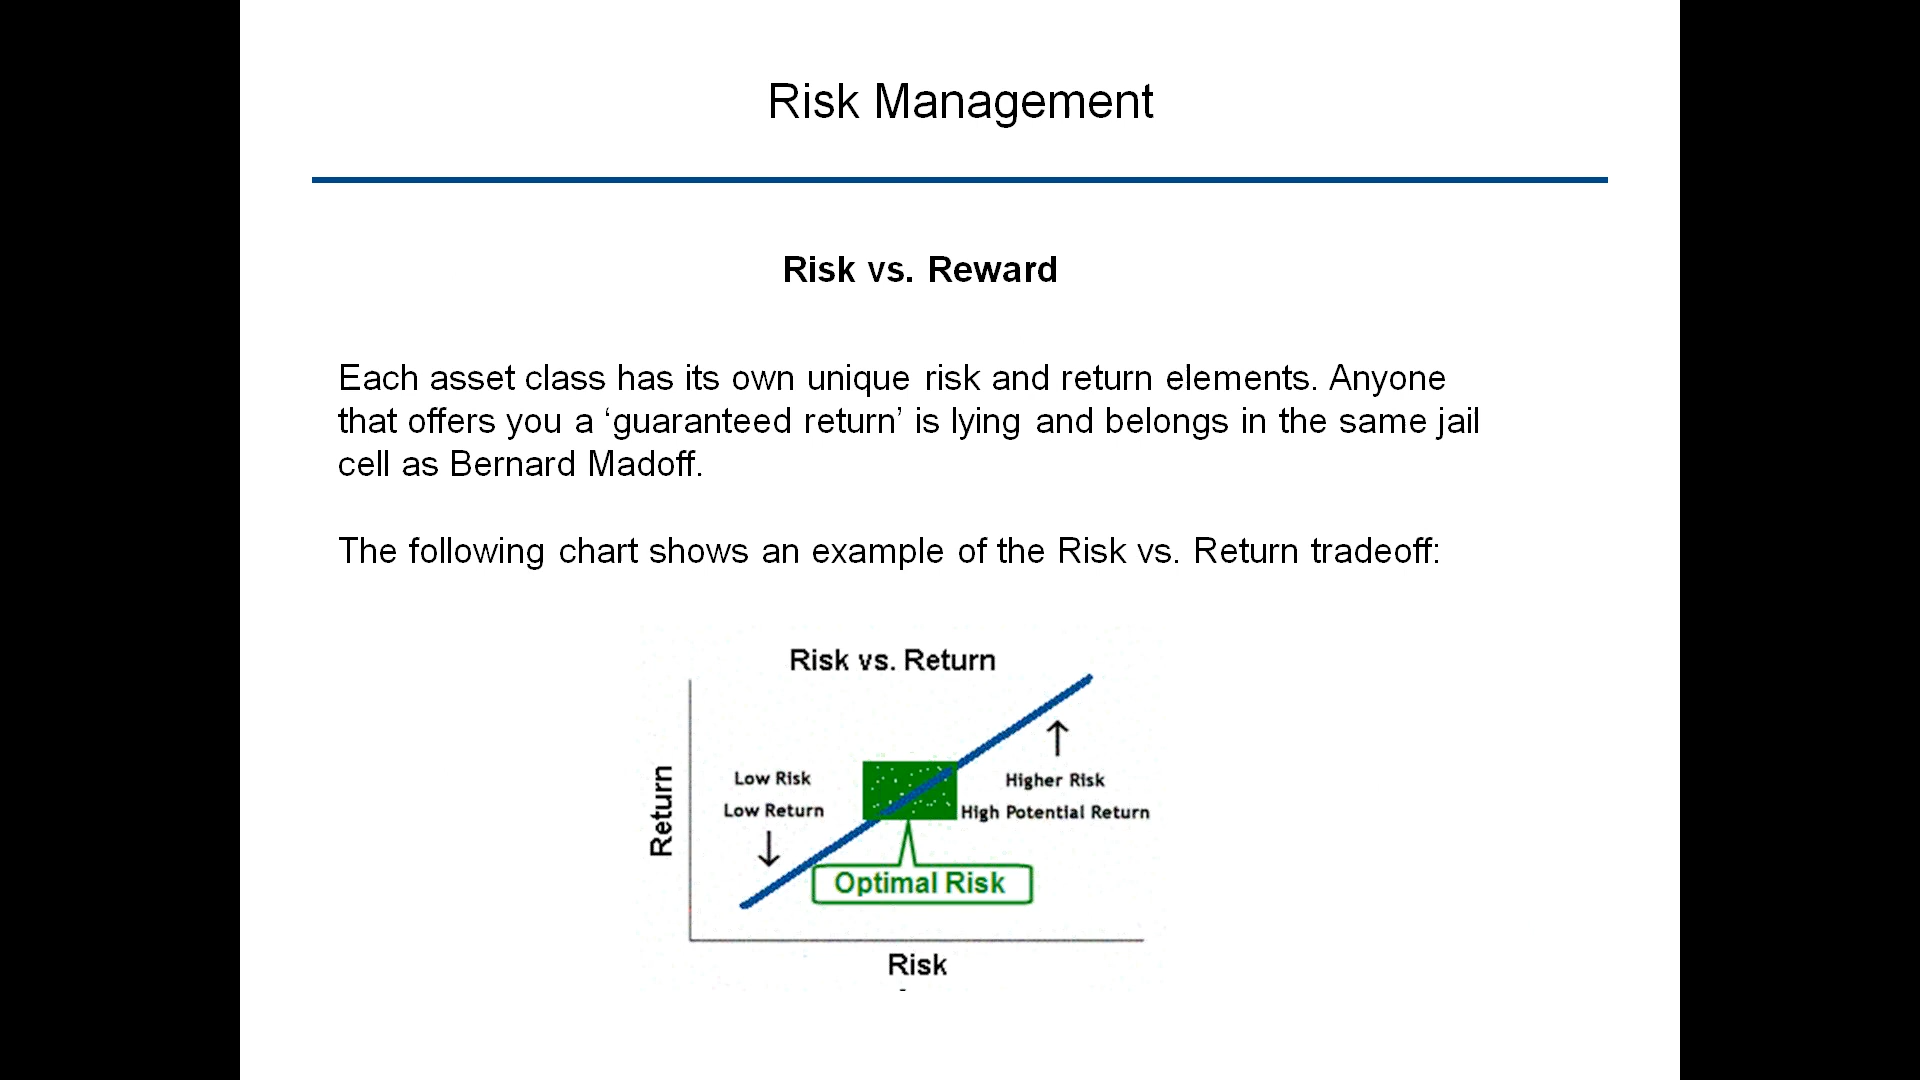 Risk Management
Risk vs. Reward
Each asset class has its own unique risk and return elements. Anyone
that offers you a ‘guaranteed return’ is lying and belongs in the same jail
cell as Bernard Madoff.
The following chart shows an example of the Risk vs. Return tradeoff:
Risk vs. Return
Return
Low Risk
Low Return
Higher Risk
High Potential Return
Optimal Risk
Risk